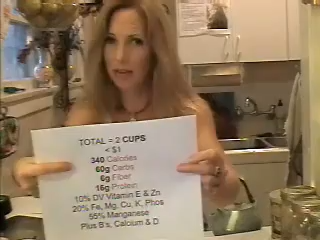 TOTAL = 2 CUPS
< $1
340 Calories
60g Carbs
6g Fiber
16g Protein
10% DV Vitamin E & Zn
20% Fe, Mg, Cu, K, Phos
55% Manganese
Plus B's, Calcium & D